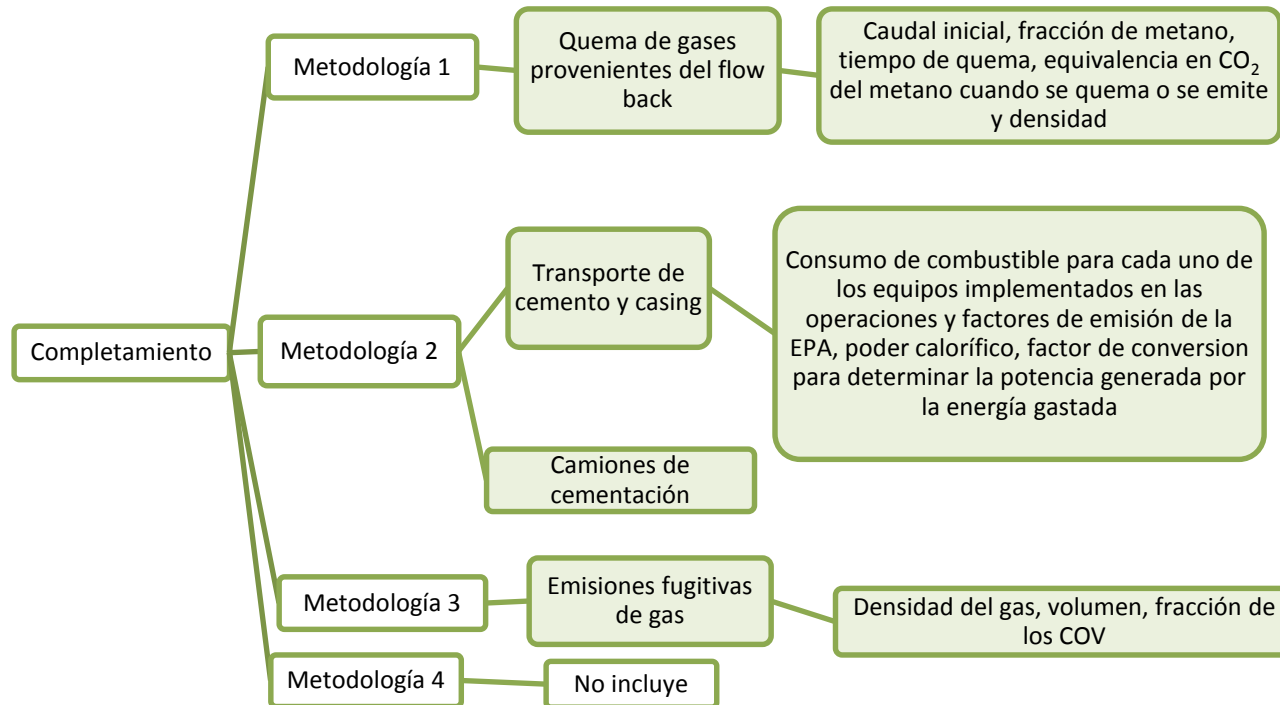 Completamiento
Metodología 1
Quema de gases
provenientes del flow
back
Caudal inicial, fracción de metano,
tiempo de quema, equivalencia en CO₂
del metano cuando se quema o se emite
y densidad
Metodología 2
Transporte de
cemento y casing
Consumo de combustible para cada uno de
los equipos implementados en las
operaciones y factores de emisión de la
EPA, poder calorífico, factor de conversion
para determinar la potencia generada por
la energía gastada
Camiones de
cementación
Metodología 3
Emisiones fugitivas
de gas
Densidad del gas, volumen, fracción de
los COV
Metodología 4
No incluye